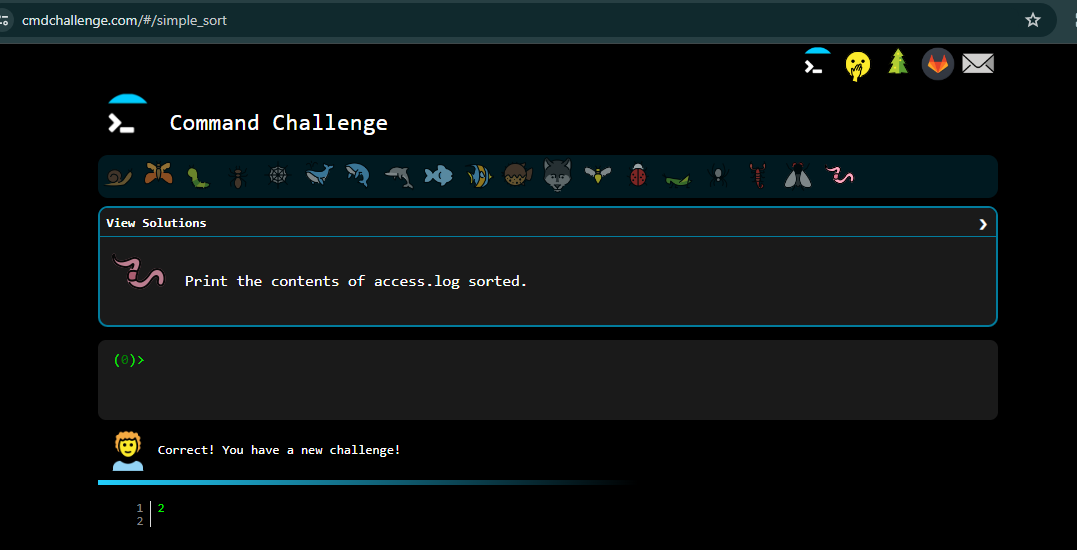 cmdchallenge.com/#/simple_sort
Command Challenge
View Solutions
Print the contents of access.log sorted.
(0)>
Correct! You have a new challenge!
1 2
2